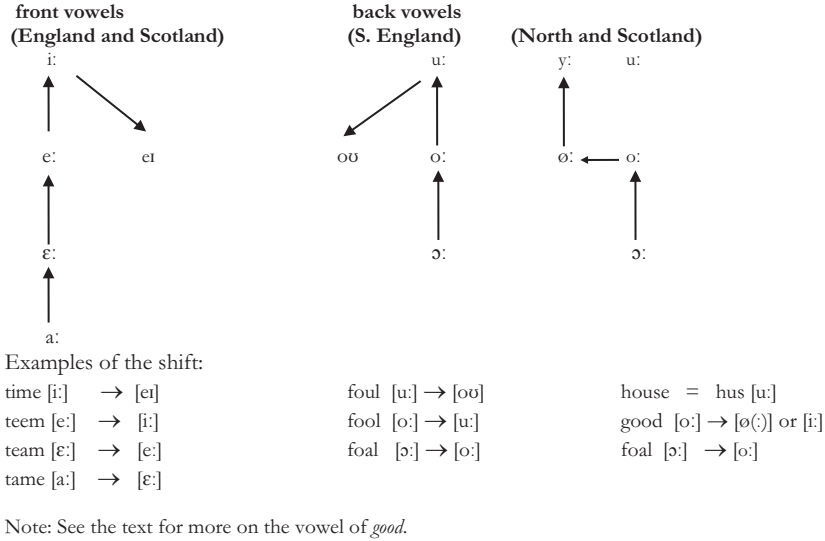 front vowels back vowels
(England and Scotland) (S. England) (North and Scotland)
iː uː yː uː
eː eɪ oʊ oː øː oː
ɛː ɔː ɔː
aː
Examples of the shift:
time [iː] → [eɪ] foul [uː] → [oʊ] house = hus [uː]
teem [eː] → [iː] fool [oː] → [uː] good [oː] → [ø(ː)] or [iː]
team [ɛː] → [eː] foal [ɔː] → [oː] foal [ɔː] → [oː]
tame [aː] → [ɛː]
Note: See the text for more on the vowel of good.